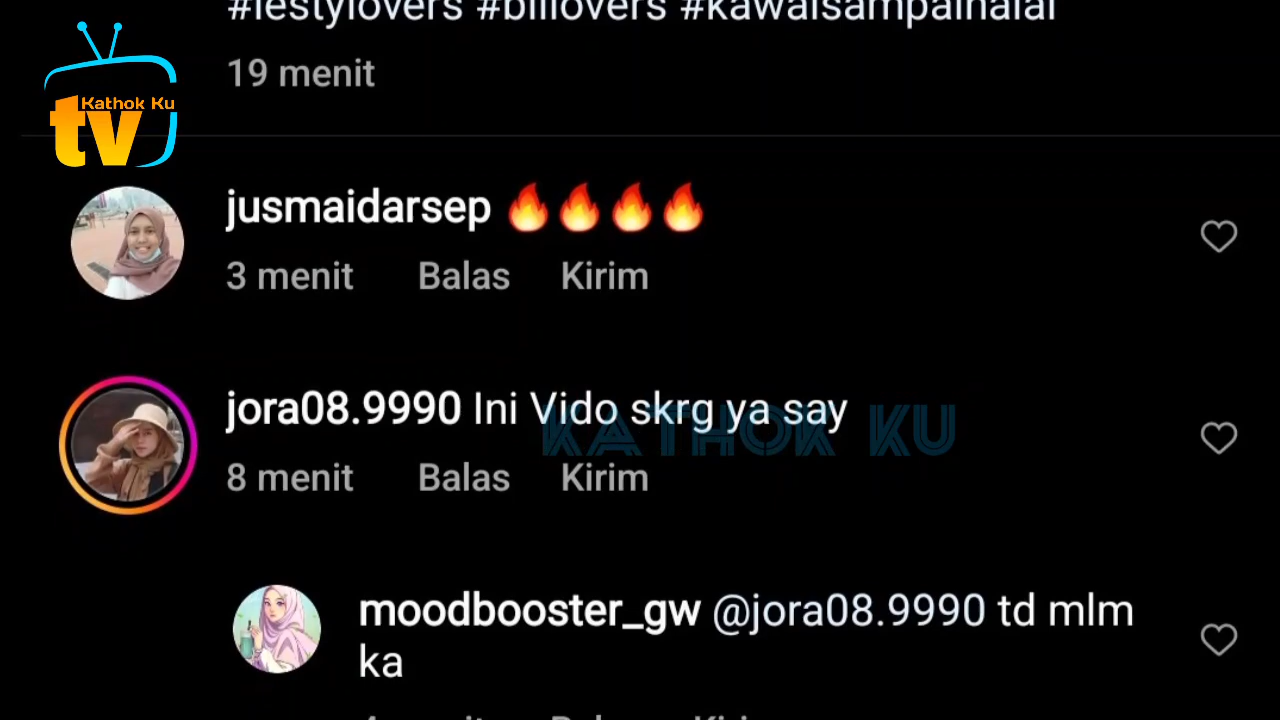 #lestylovers #billlovers #kawalsampaihalal
19 menit
Kathok Ku
tv
jusmaidarsep 🔥🔥🔥🔥
3 menit Balas Kirim
jora08.9990 Ini Vido skrg ya say
KATHOK KU
8 menit Balas Kirim
moodbooster_gw @jora08.9990 td mlm
ka